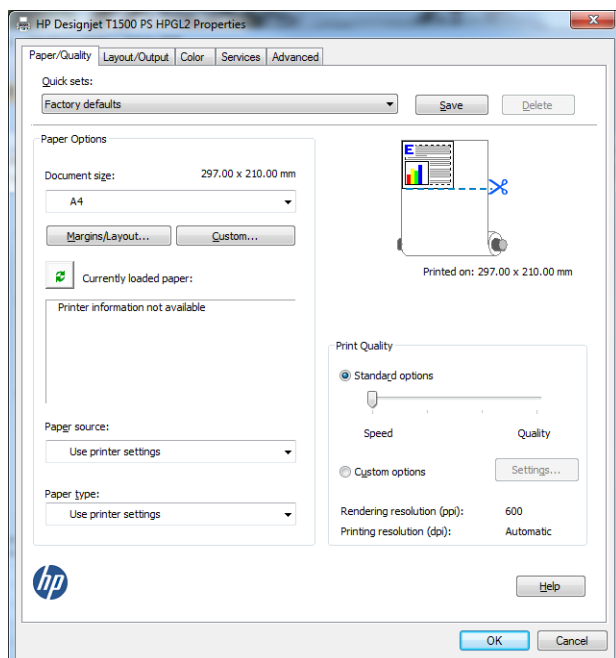 HP Designjet T1500 PS HPGL2 Properties
Paper/Quality Layout/Output Color Services Advanced
Quick sets:
Factory defaults
Save
Delete
Paper Options
Document size:
297.00 x 210.00 mm
A4
Margins/Layout...
Custom...
Currently loaded paper:
Printer information not available
Paper source:
Use printer settings
Paper type:
Use printer settings
E
Printed on: 297.00 x 210.00 mm
Print Quality
Standard options
Speed
Quality
Custom options
Settings...
Rendering resolution (ppi): 600
Printing resolution (dpi): Automatic
hp
Help
OK
Cancel